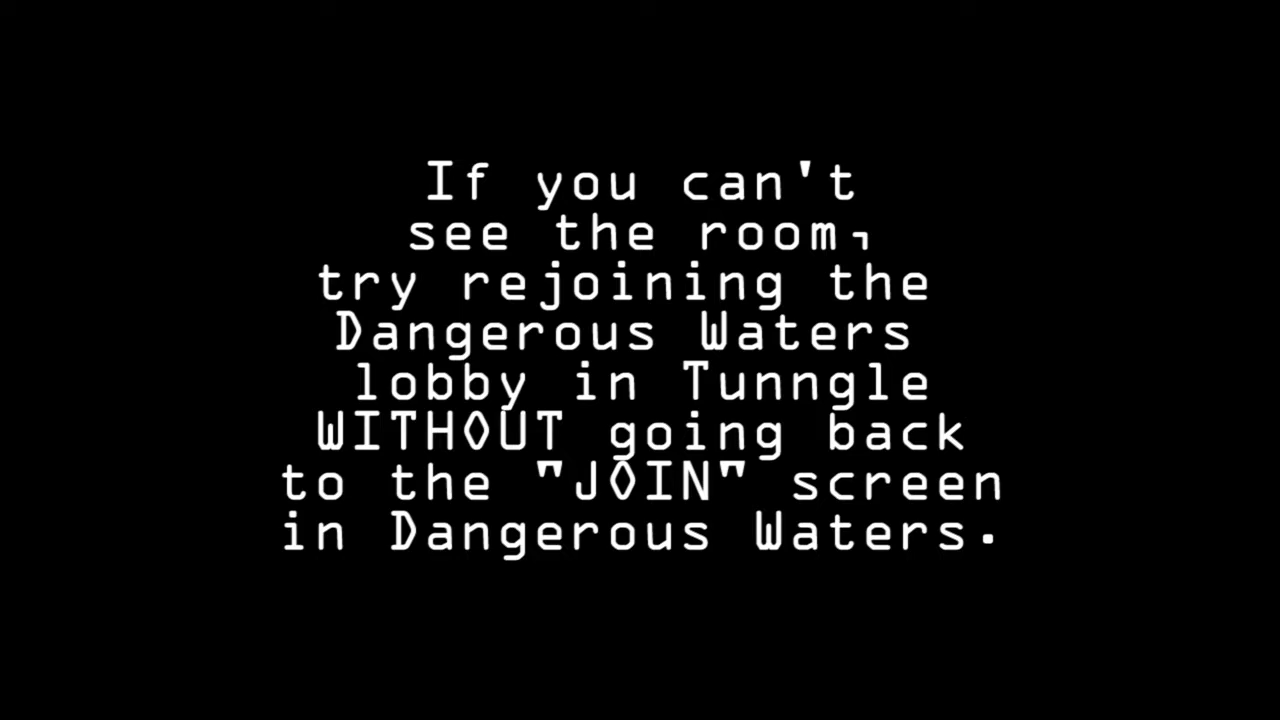 If you can't
see the room,
try rejoining the
Dangerous Waters
lobby in Tunngle
WITHOUT going back
to the "JOIN" screen
in Dangerous Waters.